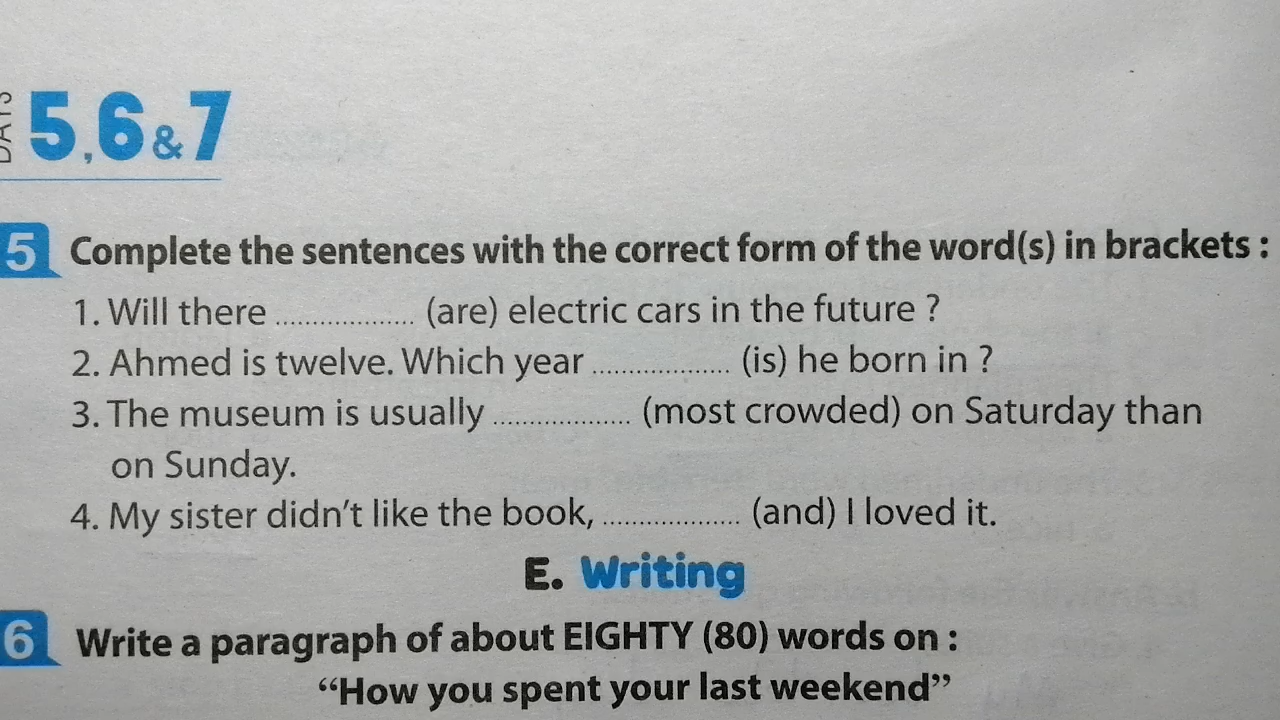 DAYS 5,6&7
5 Complete the sentences with the correct form of the word(s) in brackets :
1. Will there ................... (are) electric cars in the future ?
2. Ahmed is twelve. Which year ................... (is) he born in ?
3. The museum is usually ................... (most crowded) on Saturday than
on Sunday.
4. My sister didn't like the book, ................... (and) I loved it.
E. Writing
6 Write a paragraph of about EIGHTY (80) words on :
“How you spent your last weekend”